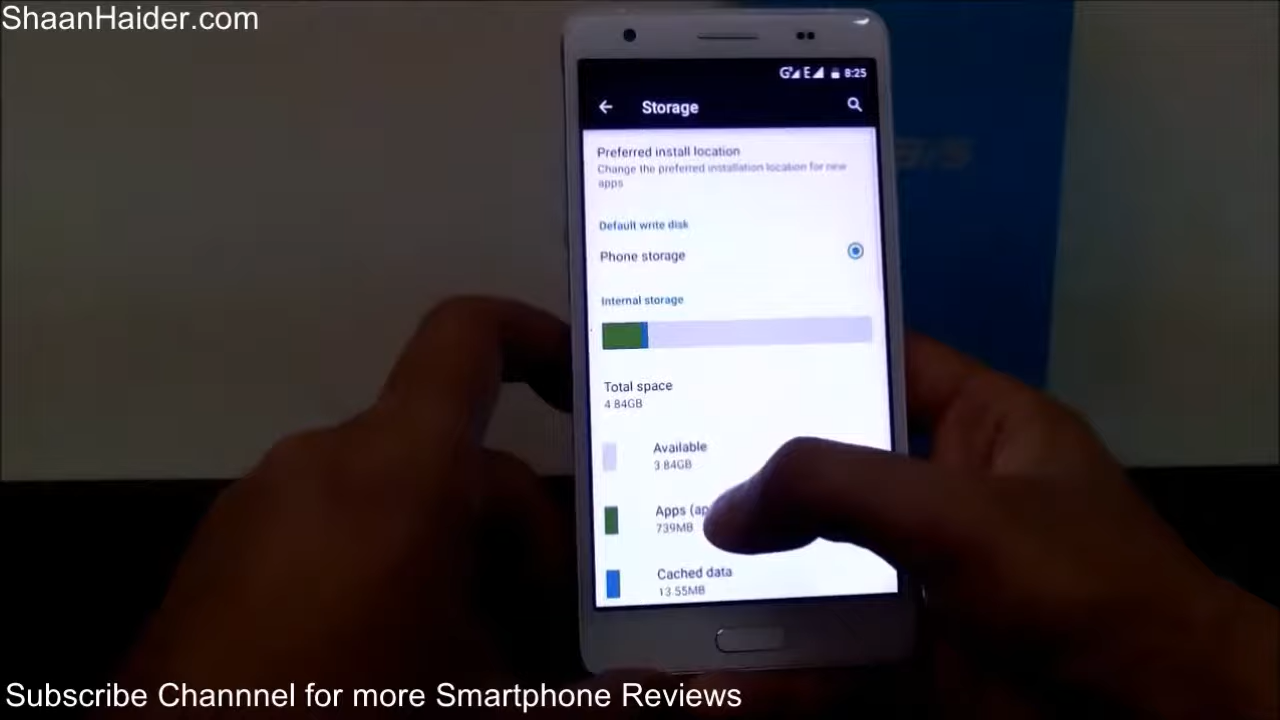 ShaanHaider.com
8:25
Storage
Preferred install location
Change the preferred installation location for new
apps
Default write disk
Phone storage
Internal storage
Total space
4.84GB
Available
3.84GB
Apps (ap
739MB
Cached data
13.55MB
Subscribe Channnel for more Smartphone Reviews